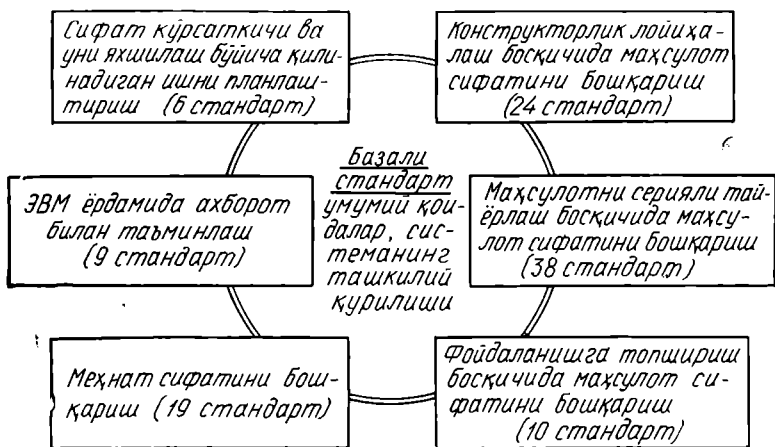 Сифат кўрсаткичи ва
уни яхшилаш бўйича қили-
надиган ишни планлаш-
тириш (6 стандарт)
Конструкторлик лойиҳа-
лаш босқичида маҳсулот
сифатини бошқариш
(24 стандарт)
ЭВМ ёрдамида ахборот
билан таъминлаш
(9 стандарт)
Базали
стандарт
умумий қои-
далар, сис-
теманинг
ташкилий
қурилиши
Маҳсулотни серияли тай-
ёрлаш босқичида маҳсу-
лот сифатини бошқариш
(38 стандарт)
Меҳнат сифатини бош-
қариш (19 стандарт)
Фойдаланишга топшириш
босқичида маҳсулот си-
фатини бошқариш
(10 стандарт)